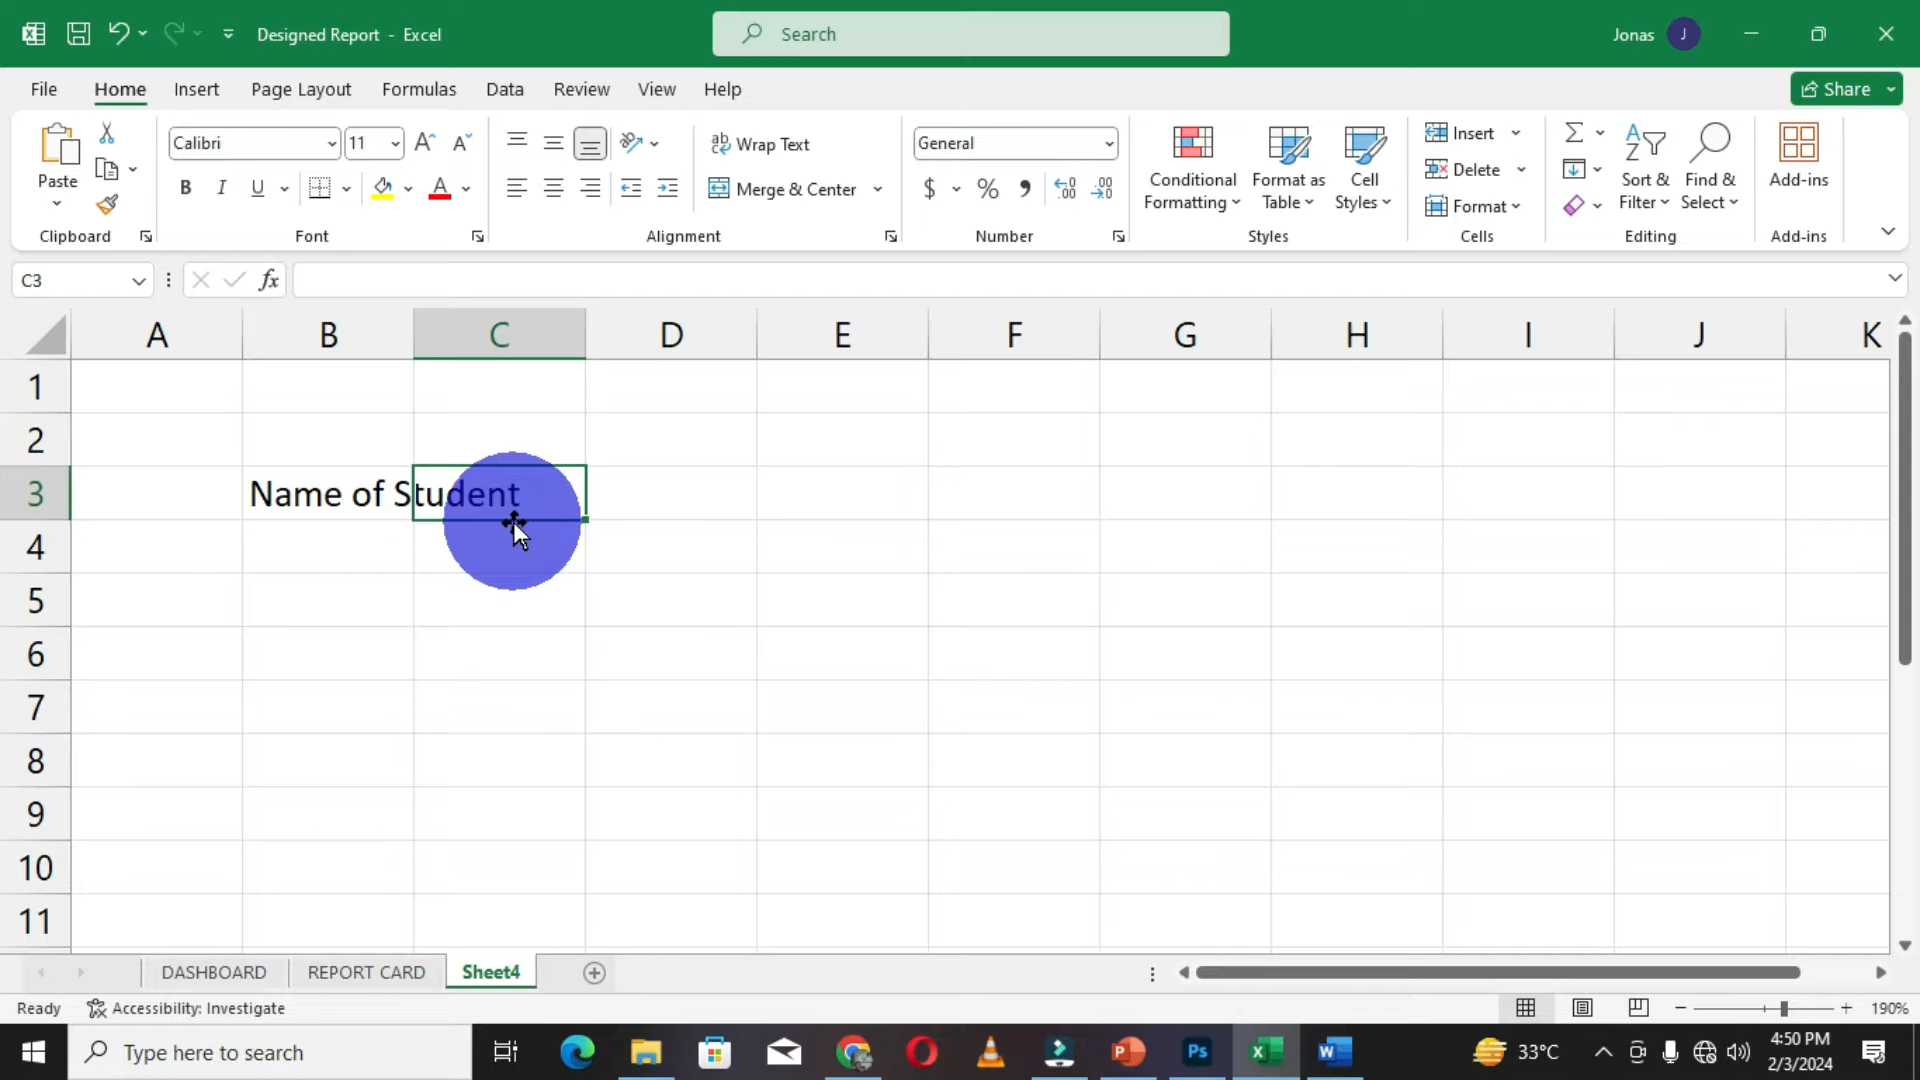 Designed Report - Excel
Search
Jonas J
File Home Insert Page Layout Formulas Data Review View Help
Share
Paste
Clipboard
Calibri 11
B I U A
Font
Wrap Text
Merge & Center
Alignment
General
$ % ,
Number
Conditional Formatting
Format as Table
Cell Styles
Styles
Insert
Delete
Format
Cells
Sort & Filter
Find & Select
Editing
Add-ins
Add-ins
C3
fx
A B C D E F G H I J K
1
2
3 Name of Student
4
5
6
7
8
9
10
11
DASHBOARD REPORT CARD Sheet4
Ready Accessibility: Investigate 190%
Type here to search
33°C
4:50 PM
2/3/2024